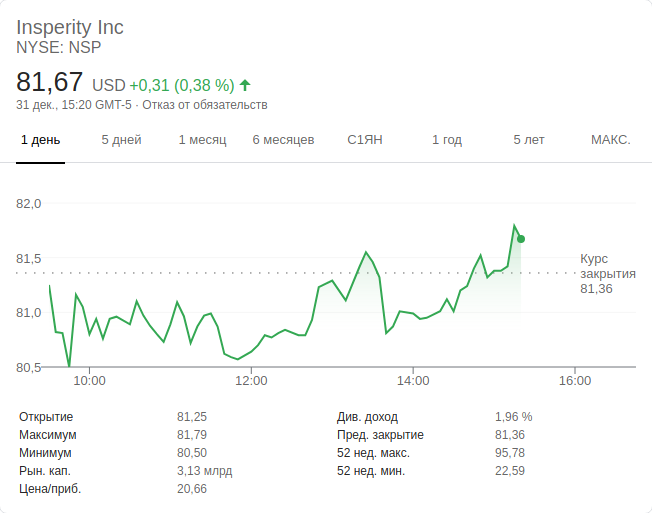 Insperity Inc
NYSE: NSP
81,67 USD +0,31 (0,38 %)
31 дек., 15:20 GMT-5 · Отказ от обязательств
1 день 5 дней 1 месяц 6 месяцев С1ЯН 1 год 5 лет МАКС.
82,0
81,5
81,0
80,5
Курс
закрытия
81,36
10:00 12:00 14:00 16:00
Открытие 81,25
Максимум 81,79
Минимум 80,50
Рын. кап. 3,13 млрд
Цена/приб. 20,66
Див. доход 1,96 %
Пред. закрытие 81,36
52 нед. макс. 95,78
52 нед. мин. 22,59